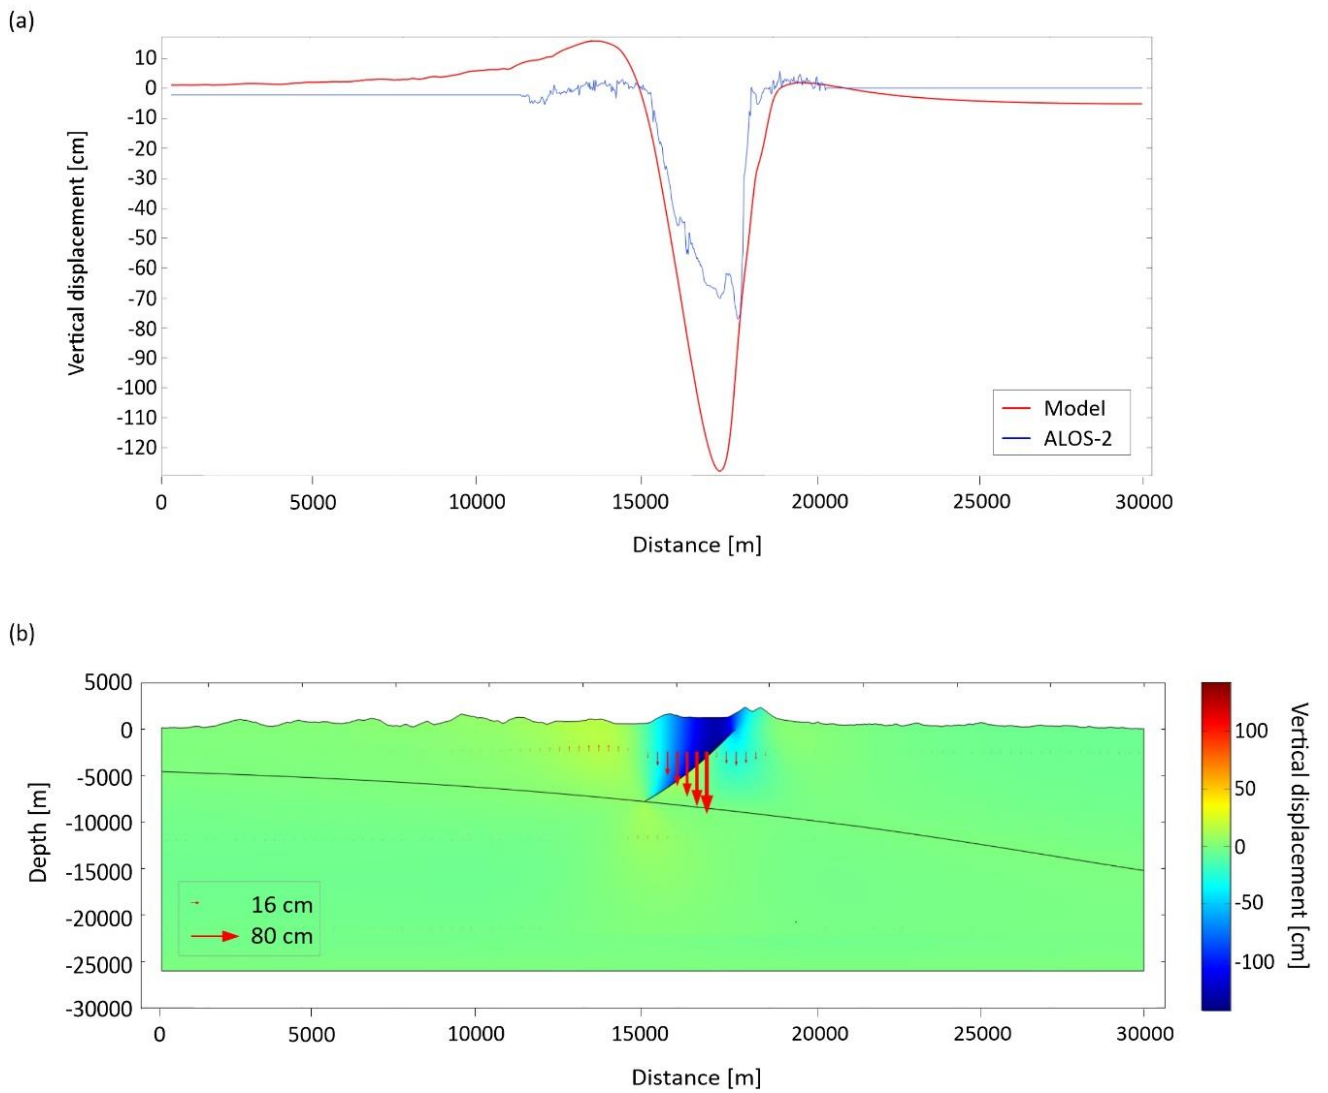 (a)
10
0
-10
-20
-30
-40
-50
-60
-70
-80
-90
-100
-110
-120
Vertical displacement [cm]
Model
ALOS-2
0 5000 10000 15000 20000 25000 30000
Distance [m]
(b)
5000
0
-5000
-10000
-15000
-20000
-25000
-30000
Depth [m]
16 cm
80 cm
0 5000 10000 15000 20000 25000 30000
Distance [m]
100
50
0
-50
-100
Vertical displacement [cm]